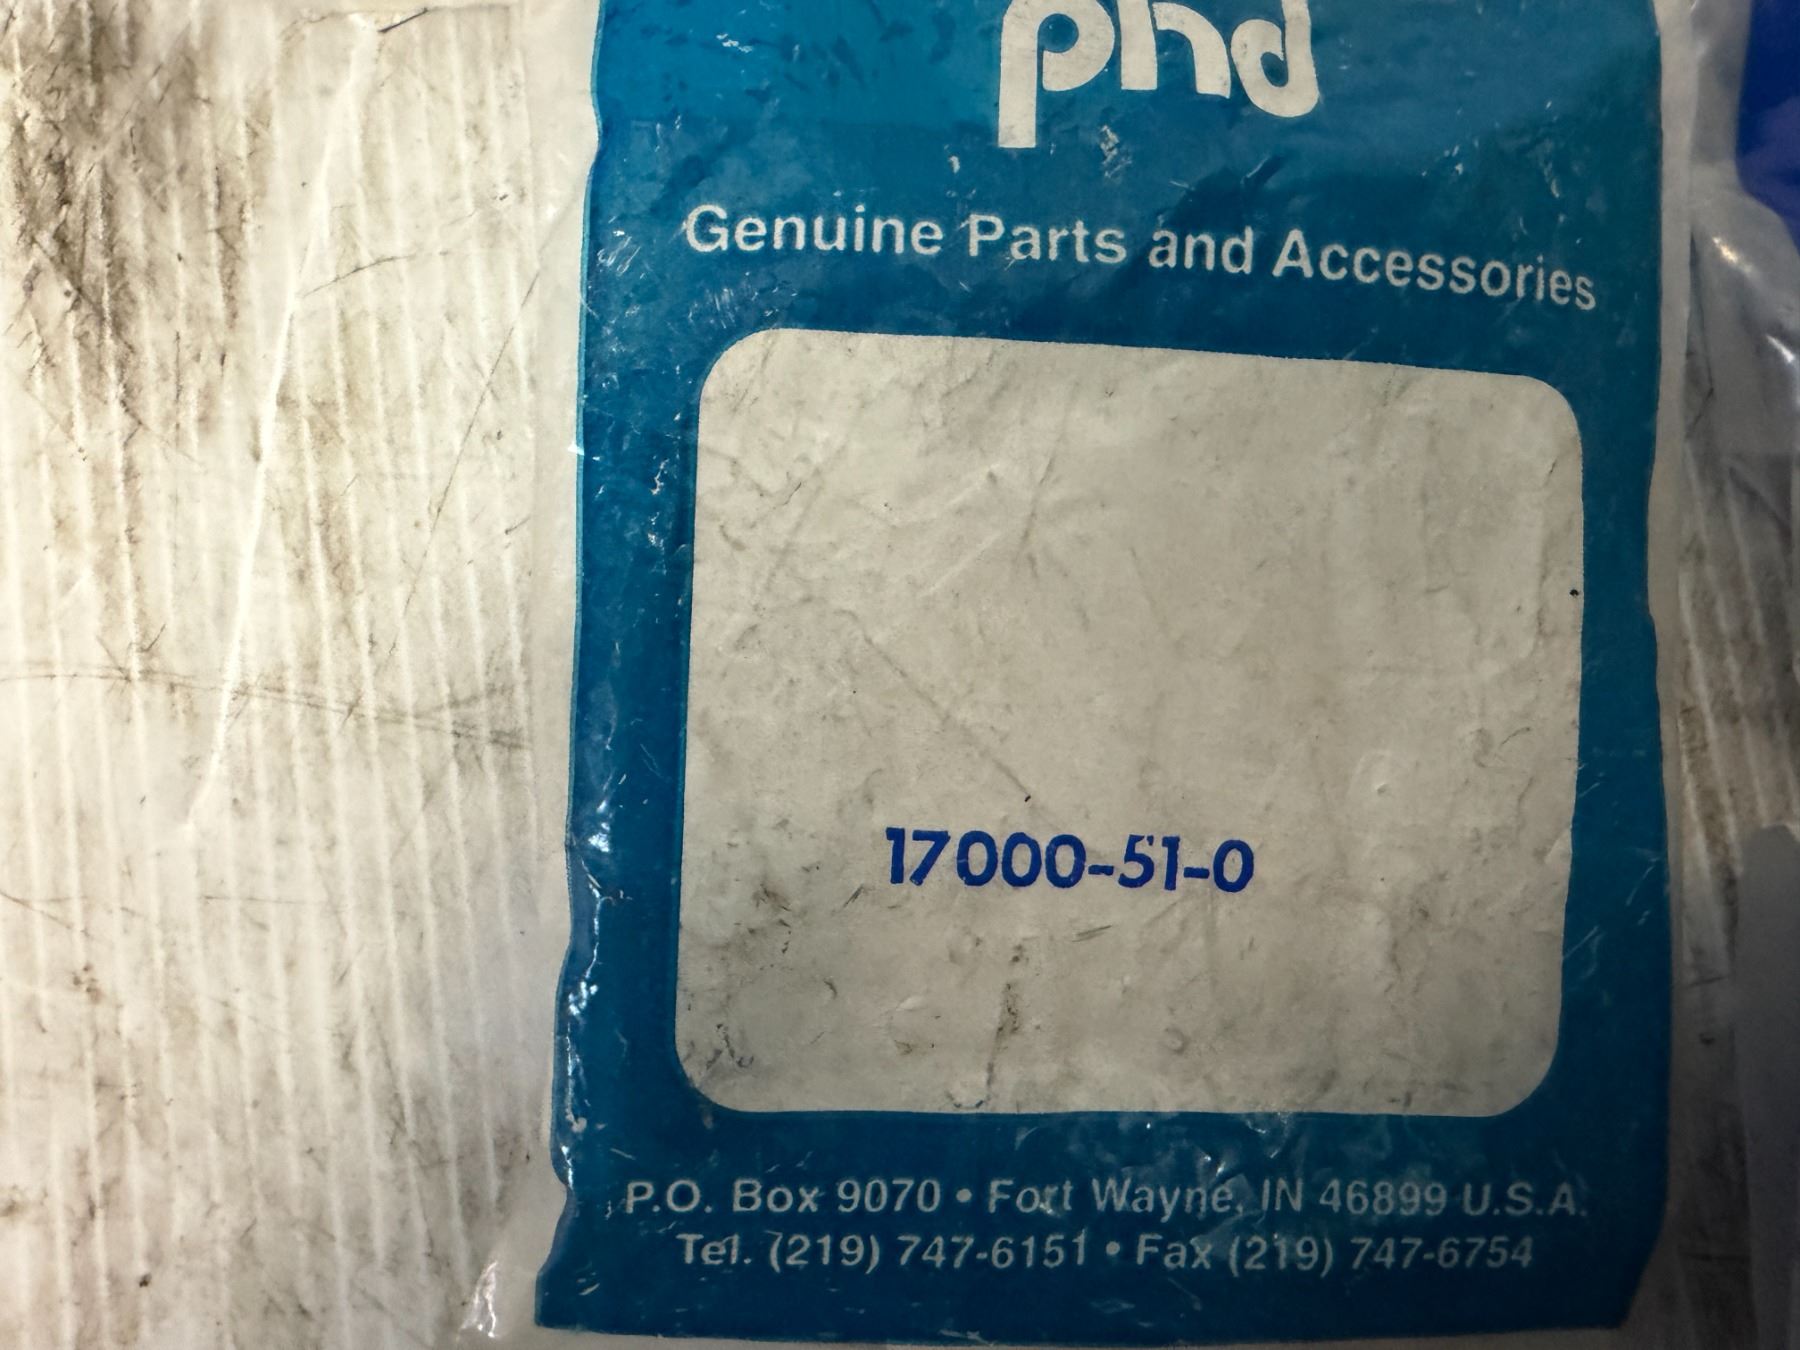 phd
Genuine Parts and Accessories
17000-51-0
P.O. Box 9070 • Fort Wayne, IN 46899 U.S.A.
Tel. (219) 747-6151 • Fax (219) 747-6754